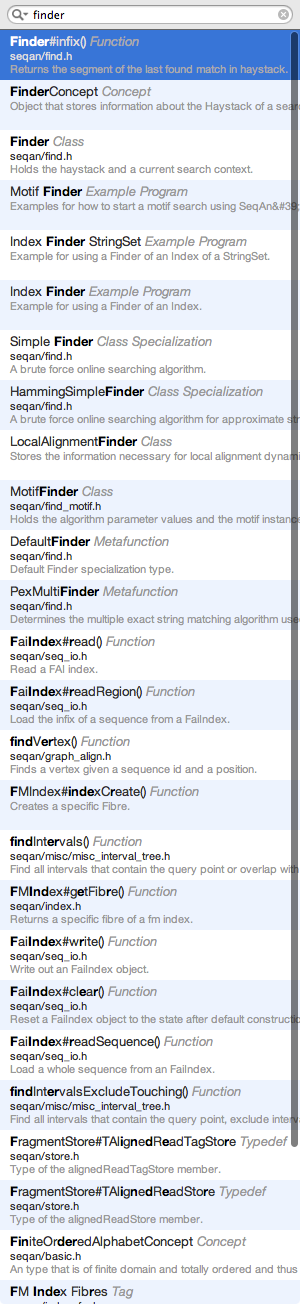 finder
Finder#infix() Function
seqan/find.h
Returns the segment of the last found match in haystack.
FinderConcept Concept
Object that stores information about the Haystack of a sear
Finder Class
seqan/find.h
Holds the haystack and a current search context.
Motif Finder Example Program
Examples for how to start a motif search using SeqAn&#39;
Index Finder StringSet Example Program
Example for using a Finder of an Index of a StringSet.
Index Finder Example Program
Example for using a Finder of an Index.
Simple Finder Class Specialization
seqan/find.h
A brute force online searching algorithm.
HammingSimpleFinder Class Specialization
seqan/find.h
A brute force online searching algorithm for approximate str
LocalAlignmentFinder Class
Stores the information necessary for local alignment dynami
MotifFinder Class
seqan/find_motif.h
Holds the algorithm parameter values and the motif instance
DefaultFinder Metafunction
seqan/find.h
Default Finder specialization type.
PexMultiFinder Metafunction
seqan/find.h
Determines the multiple exact string matching algorithm use
FaiIndex#read() Function
seqan/seq_io.h
Read a FAI index.
FaiIndex#readRegion() Function
seqan/seq_io.h
Load the infix of a sequence from a FaiIndex.
findVertex() Function
seqan/graph_align.h
Finds a vertex given a sequence id and a position.
FMIndex#indexCreate() Function
Creates a specific Fibre.
findIntervals() Function
seqan/misc/misc_interval_tree.h
Find all intervals that contain the query point or overlap with
FMIndex#getFibre() Function
seqan/index.h
Returns a specific fibre of a fm index.
FaiIndex#write() Function
seqan/seq_io.h
Write out an FaiIndex object.
FaiIndex#clear() Function
seqan/seq_io.h
Reset a FaiIndex object to the state after default constructio
FaiIndex#readSequence() Function
seqan/seq_io.h
Load a whole sequence from an FaiIndex.
findIntervalsExcludeTouching() Function
seqan/misc/misc_interval_tree.h
Find all intervals that contain the query point, exclude interv
FragmentStore#TAlignedReadTagStore Typedef
seqan/store.h
Type of the alignedReadTagStore member.
FragmentStore#TAlignedReadStore Typedef
seqan/store.h
Type of the alignedReadStore member.
FiniteOrderedAlphabetConcept Concept
seqan/basic.h
An type that is of finite domain and totally ordered and thus
FM Index Fibres Tag